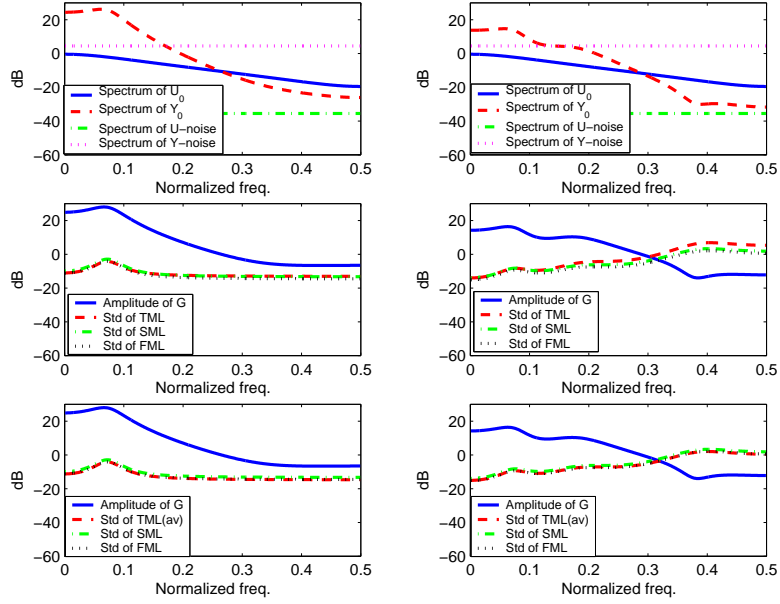 20
0
−20
−40
−60
dB
0
0.1
0.2
0.3
0.4
0.5
Normalized freq.
Spectrum of U0
Spectrum of Y0
Spectrum of U−noise
Spectrum of Y−noise
20
0
−20
−40
−60
dB
0
0.1
0.2
0.3
0.4
0.5
Normalized freq.
Spectrum of U0
Spectrum of Y0
Spectrum of U−noise
Spectrum of Y−noise
20
0
−20
−40
−60
dB
0
0.1
0.2
0.3
0.4
0.5
Normalized freq.
Amplitude of G
Std of TML
Std of SML
Std of FML
20
0
−20
−40
−60
dB
0
0.1
0.2
0.3
0.4
0.5
Normalized freq.
Amplitude of G
Std of TML
Std of SML
Std of FML
20
0
−20
−40
−60
dB
0
0.1
0.2
0.3
0.4
0.5
Normalized freq.
Amplitude of G
Std of TML(av)
Std of SML
Std of FML
20
0
−20
−40
−60
dB
0
0.1
0.2
0.3
0.4
0.5
Normalized freq.
Amplitude of G
Std of TML(av)
Std of SML
Std of FML